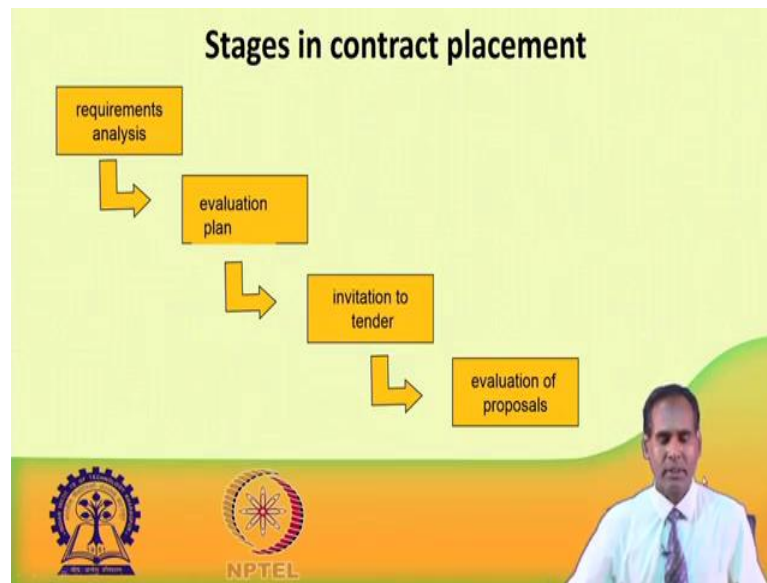 Stages in contract placement
requirements
analysis
evaluation
plan
invitation to
tender
evaluation of
proposals
NPTEL